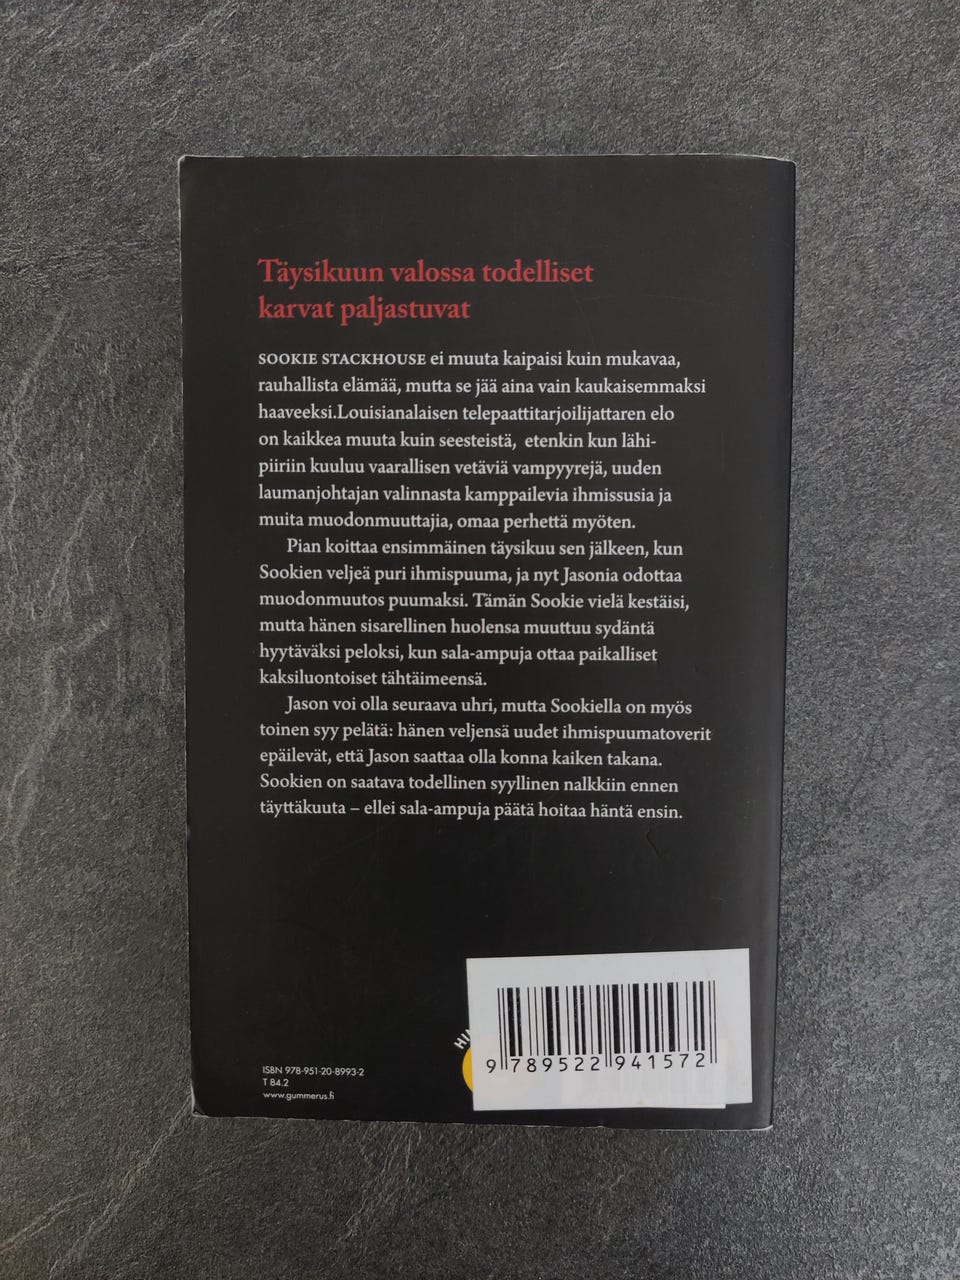 Täysikuun valossa todelliset
karvat paljastuvat
SOOKIE STACKHOUSE ei muuta kaipaisi kuin mukavaa,
rauhallista elämää, mutta se jää aina vain kaukaisemmaksi
haaveeksi.Louisianalaisen telepaattitarjoilijattaren elo
on kaikkea muuta kuin seesteistä, etenkin kun lähi-
piiriin kuuluu vaarallisen vetäviä vampyyrejä, uuden
laumanjohtajan valinnasta kamppailevia ihmissusia ja
muita muodonmuuttajia, omaa perhettä myöten.
Pian koittaa ensimmäinen täysikuu sen jälkeen, kun
Sookien veljeä puri ihmispuuma, ja nyt Jasonia odottaa
muodonmuutos puumaksi. Tämän Sookie vielä kestäisi,
mutta hänen sisarellinen huolensa muuttuu sydäntä
hyytäväksi peloksi, kun sala-ampuja ottaa paikalliset
kaksiluontoiset tähtäimeensä.
Jason voi olla seuraava uhri, mutta Sookiella on myös
toinen syy pelätä: hänen veljensä uudet ihmispuumatoverit
epäilevät, että Jason saattaa olla konna kaiken takana.
Sookien on saatava todellinen syyllinen nalkkiin ennen
täyttäkuuta – ellei sala-ampuja päätä hoitaa häntä ensin.
ISBN 978-951-20-8993-2
T 84.2
www.gummerus.fi
9 789522 941572